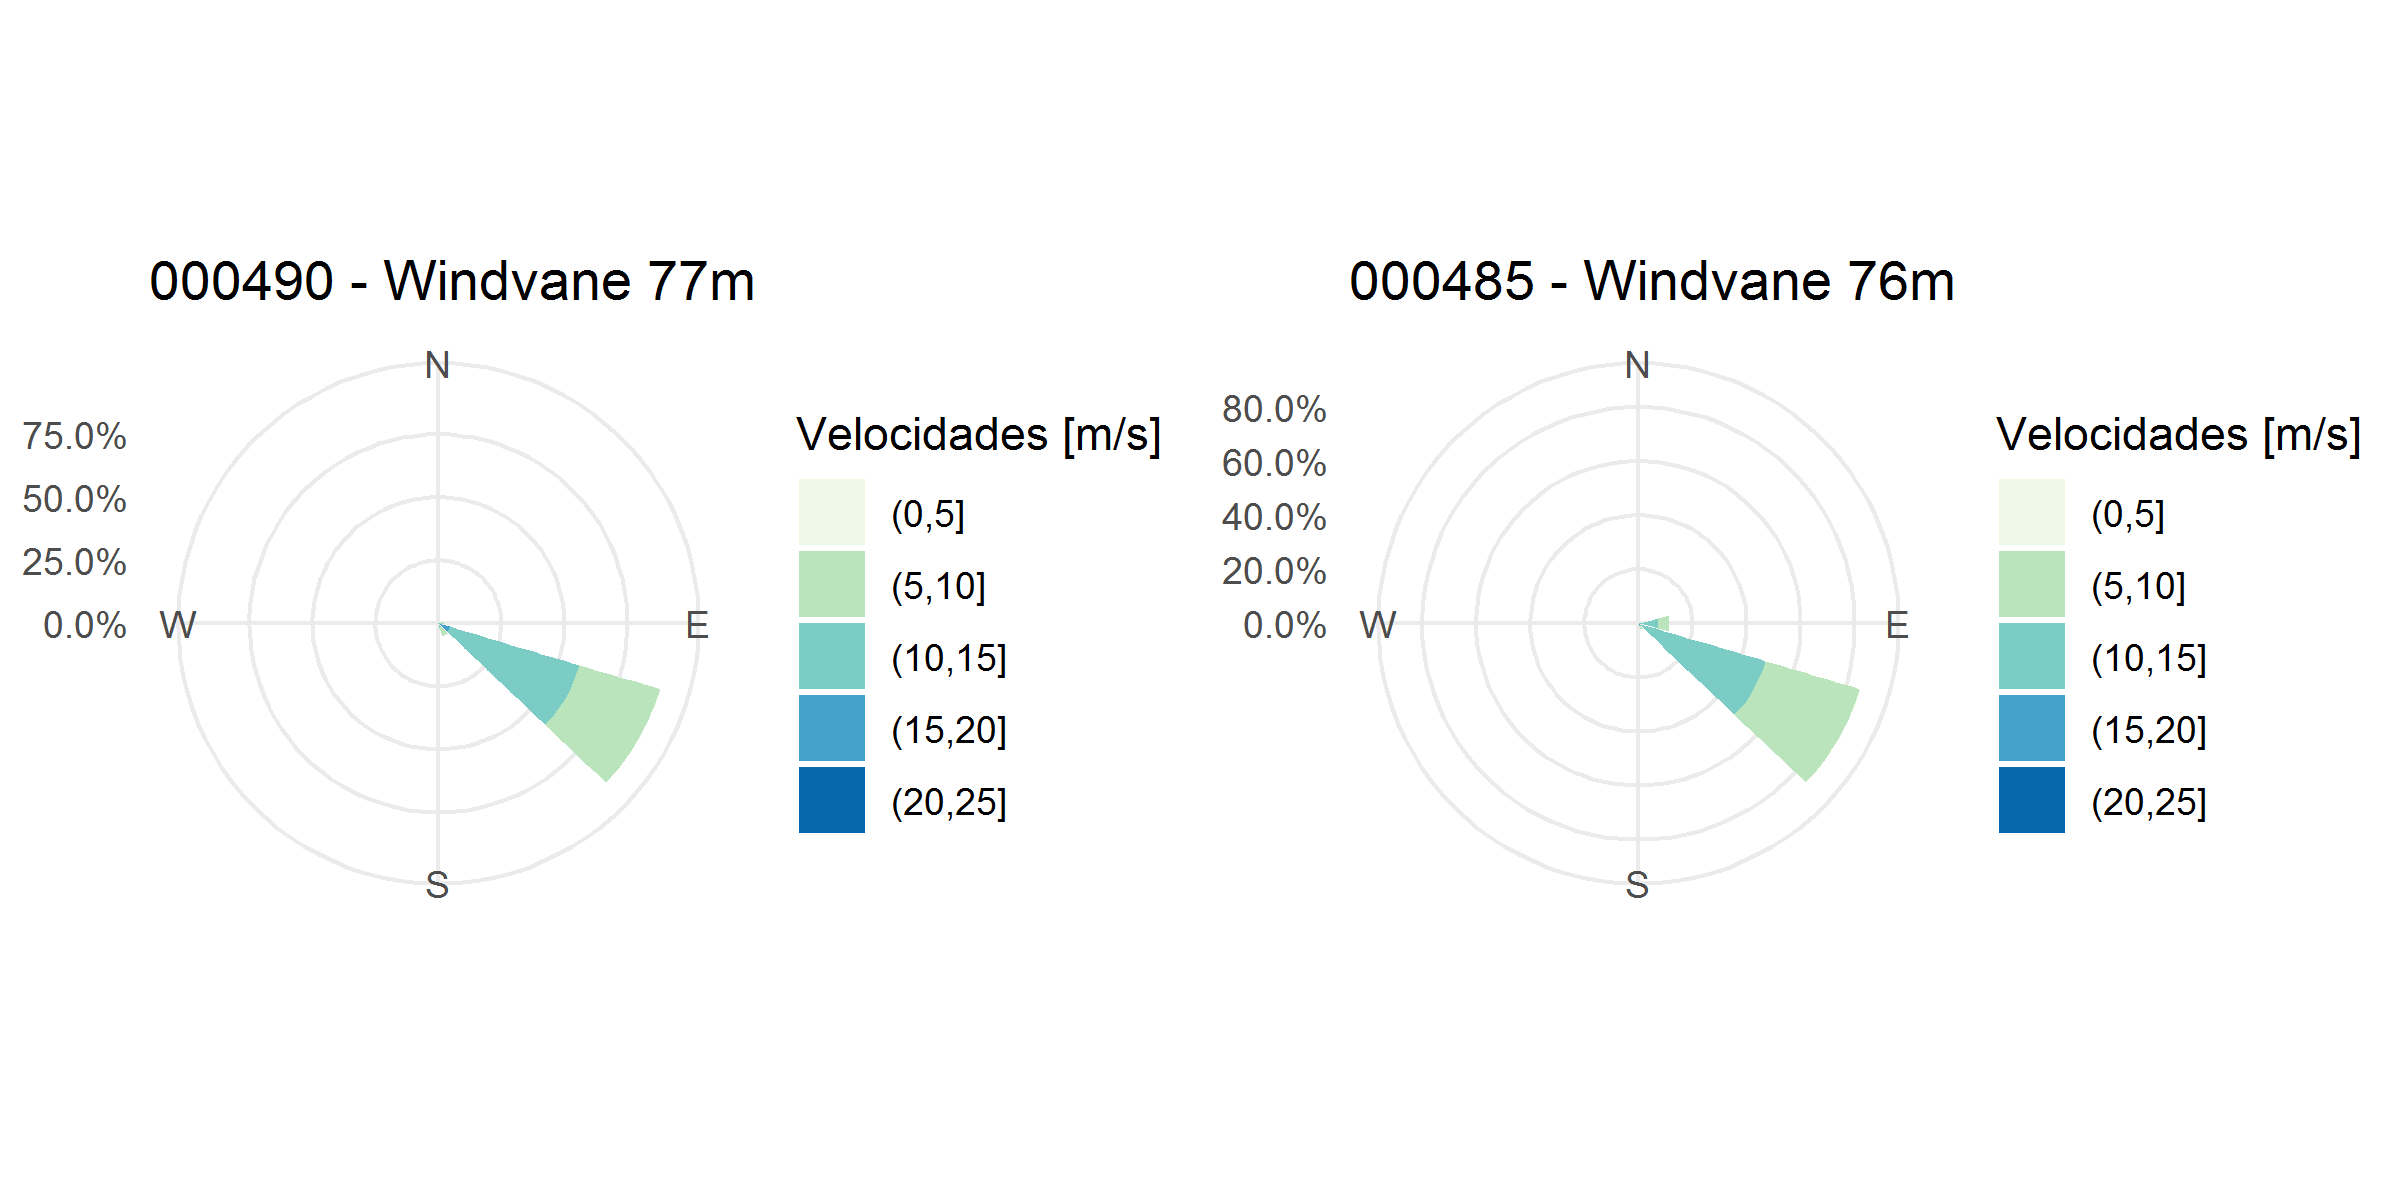 000490 - Windvane 77m
N
75.0%
50.0%
25.0%
0.0%
W
E
S
Velocidades [m/s]
(0,5]
(5,10]
(10,15]
(15,20]
(20,25]
000485 - Windvane 76m
N
80.0%
60.0%
40.0%
20.0%
0.0%
W
E
S
Velocidades [m/s]
(0,5]
(5,10]
(10,15]
(15,20]
(20,25]